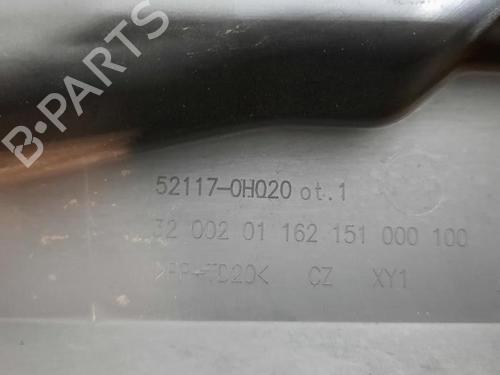 B-PARTS
52117-0H020 ot.1
32 002 01 162 151 000 100
>PP+TD20< CZ XY1